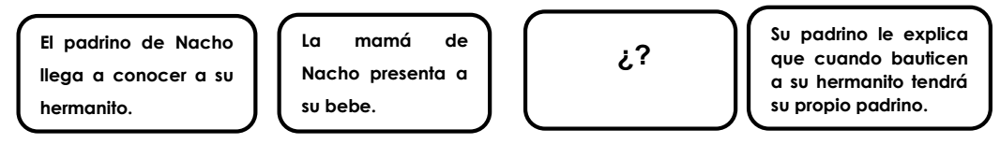 El padrino de Nacho
llega a conocer a su
hermanito.
La mamá de
Nacho presenta a
su bebe.
¿?
Su padrino le explica
que cuando bauticen
a su hermanito tendrá
su propio padrino.